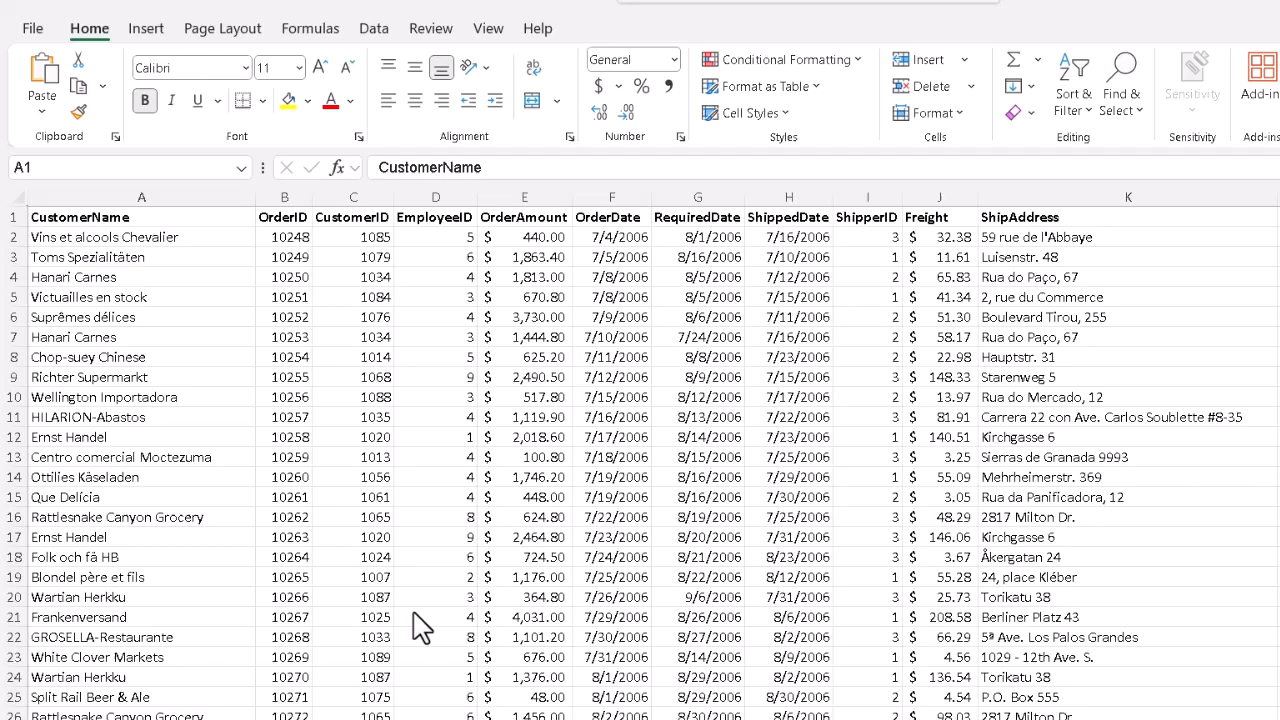 File Home Insert Page Layout Formulas Data Review View Help
Paste Calibri 11 B I U A General $ % Conditional Formatting Format as Table Cell Styles Insert Delete Format Sort & Filter Find & Select Sensitivity Add-in
Clipboard Font Alignment Number Styles Cells Editing Sensitivity Add-ins
A1 fx CustomerName
A B C D E F G H I J K
1 CustomerName OrderID CustomerID EmployeeID OrderAmount OrderDate RequiredDate ShippedDate ShipperID Freight ShipAddress
2 Vins et alcools Chevalier 10248 1085 5 $ 440.00 7/4/2006 8/1/2006 7/16/2006 3 $ 32.38 59 rue de l'Abbaye
3 Toms Spezialitäten 10249 1079 6 $ 1,863.40 7/5/2006 8/16/2006 7/10/2006 1 $ 11.61 Luisenstr. 48
4 Hanari Carnes 10250 1034 4 $ 1,813.00 7/8/2006 8/5/2006 7/12/2006 2 $ 65.83 Rua do Paço, 67
5 Victuailles en stock 10251 1084 3 $ 670.80 7/8/2006 8/5/2006 7/15/2006 1 $ 41.34 2, rue du Commerce
6 Suprêmes délices 10252 1076 4 $ 3,730.00 7/9/2006 8/6/2006 7/11/2006 2 $ 51.30 Boulevard Tirou, 255
7 Hanari Carnes 10253 1034 3 $ 1,444.80 7/10/2006 7/24/2006 7/16/2006 2 $ 58.17 Rua do Paço, 67
8 Chop-suey Chinese 10254 1014 5 $ 625.20 7/11/2006 8/8/2006 7/23/2006 2 $ 22.98 Hauptstr. 31
9 Richter Supermarkt 10255 1068 9 $ 2,490.50 7/12/2006 8/9/2006 7/15/2006 3 $ 148.33 Starenweg 5
10 Wellington Importadora 10256 1088 3 $ 517.80 7/15/2006 8/12/2006 7/17/2006 2 $ 13.97 Rua do Mercado, 12
11 HILARION-Abastos 10257 1035 4 $ 1,119.90 7/16/2006 8/13/2006 7/22/2006 3 $ 81.91 Carrera 22 con Ave. Carlos Soublette #8-35
12 Ernst Handel 10258 1020 1 $ 2,018.60 7/17/2006 8/14/2006 7/23/2006 1 $ 140.51 Kirchgasse 6
13 Centro comercial Moctezuma 10259 1013 4 $ 100.80 7/18/2006 8/15/2006 7/25/2006 3 $ 3.25 Sierras de Granada 9993
14 Ottilies Käseladen 10260 1056 4 $ 1,746.20 7/19/2006 8/16/2006 7/29/2006 1 $ 55.09 Mehrheimerstr. 369
15 Que Delícia 10261 1061 4 $ 448.00 7/19/2006 8/16/2006 7/30/2006 2 $ 3.05 Rua da Panificadora, 12
16 Rattlesnake Canyon Grocery 10262 1065 8 $ 624.80 7/22/2006 8/19/2006 7/25/2006 3 $ 48.29 2817 Milton Dr.
17 Ernst Handel 10263 1020 9 $ 2,464.80 7/23/2006 8/20/2006 7/31/2006 3 $ 146.06 Kirchgasse 6
18 Folk och fä HB 10264 1024 6 $ 724.50 7/24/2006 8/21/2006 8/23/2006 3 $ 3.67 Åkergatan 24
19 Blondel père et fils 10265 1007 2 $ 1,176.00 7/25/2006 8/22/2006 8/12/2006 1 $ 55.28 24, place Kléber
20 Wartian Herkku 10266 1087 3 $ 364.80 7/26/2006 9/6/2006 7/31/2006 3 $ 25.73 Torikatu 38
21 Frankenversand 10267 1025 4 $ 4,031.00 7/29/2006 8/26/2006 8/6/2006 1 $ 208.58 Berliner Platz 43
22 GROSELLA-Restaurante 10268 1033 8 $ 1,101.20 7/30/2006 8/27/2006 8/2/2006 3 $ 66.29 5ª Ave. Los Palos Grandes
23 White Clover Markets 10269 1089 5 $ 676.00 7/31/2006 8/14/2006 8/9/2006 1 $ 4.56 1029 - 12th Ave. S.
24 Wartian Herkku 10270 1087 1 $ 1,376.00 8/1/2006 8/29/2006 8/2/2006 1 $ 136.54 Torikatu 38
25 Split Rail Beer & Ale 10271 1075 6 $ 48.00 8/1/2006 8/29/2006 8/30/2006 2 $ 4.54 P.O. Box 555
26 Rattlesnake Canyon Grocery 10272 1065 6 $ 1,456.00 8/2/2006 8/30/2006 8/6/2006 2 $ 98.03 2817 Milton Dr.